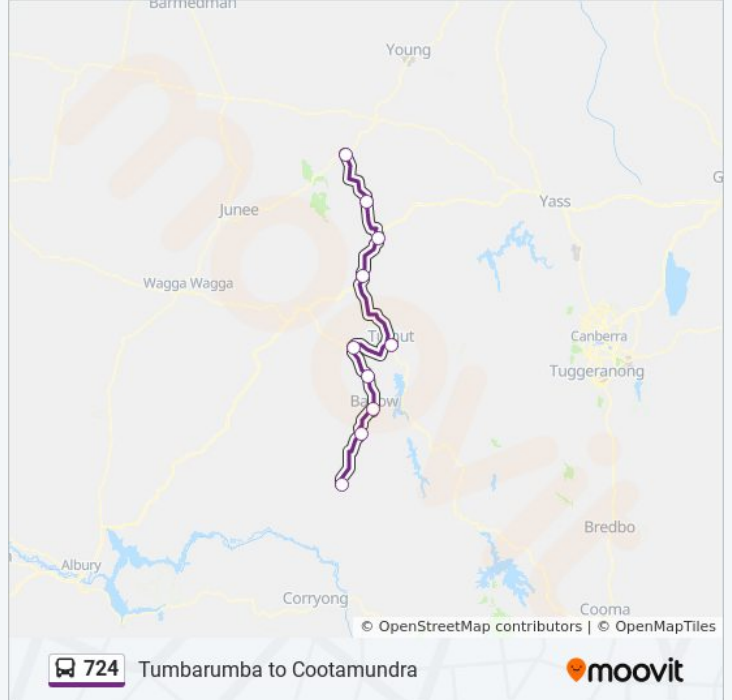 Barmedman
Young
Junee
Yass
G
Wagga Wagga
Canberra
Tuggeranong
Bredbo
Albury
Corryong
Cooma
© OpenStreetMap contributors | © OpenMapTiles
724 Tumbarumba to Cootamundra
moovit
moovit